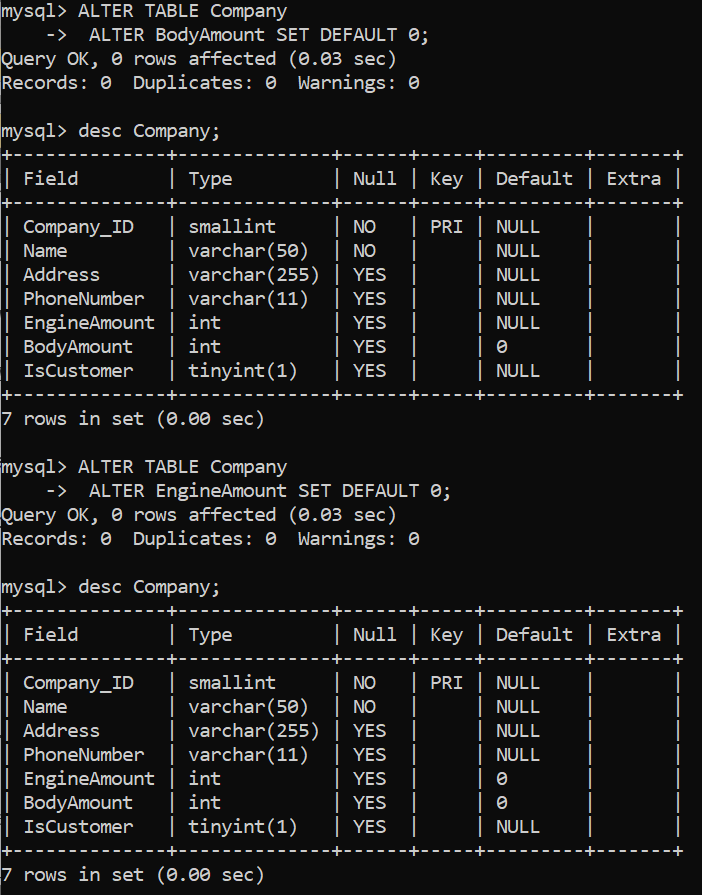 mysql> ALTER TABLE Company
    ->  ALTER BodyAmount SET DEFAULT 0;
Query OK, 0 rows affected (0.03 sec)
Records: 0  Duplicates: 0  Warnings: 0

mysql> desc Company;
+--------------+--------------+------+-----+---------+-------+
| Field        | Type         | Null | Key | Default | Extra |
+--------------+--------------+------+-----+---------+-------+
| Company_ID   | smallint     | NO   | PRI | NULL    |       |
| Name         | varchar(50)  | NO   |     | NULL    |       |
| Address      | varchar(255) | YES  |     | NULL    |       |
| PhoneNumber  | varchar(11)  | YES  |     | NULL    |       |
| EngineAmount | int          | YES  |     | NULL    |       |
| BodyAmount   | int          | YES  |     | 0       |       |
| IsCustomer   | tinyint(1)   | YES  |     | NULL    |       |
+--------------+--------------+------+-----+---------+-------+
7 rows in set (0.00 sec)

mysql> ALTER TABLE Company
    ->  ALTER EngineAmount SET DEFAULT 0;
Query OK, 0 rows affected (0.03 sec)
Records: 0  Duplicates: 0  Warnings: 0

mysql> desc Company;
+--------------+--------------+------+-----+---------+-------+
| Field        | Type         | Null | Key | Default | Extra |
+--------------+--------------+------+-----+---------+-------+
| Company_ID   | smallint     | NO   | PRI | NULL    |       |
| Name         | varchar(50)  | NO   |     | NULL    |       |
| Address      | varchar(255) | YES  |     | NULL    |       |
| PhoneNumber  | varchar(11)  | YES  |     | NULL    |       |
| EngineAmount | int          | YES  |     | 0       |       |
| BodyAmount   | int          | YES  |     | 0       |       |
| IsCustomer   | tinyint(1)   | YES  |     | NULL    |       |
+--------------+--------------+------+-----+---------+-------+
7 rows in set (0.00 sec)